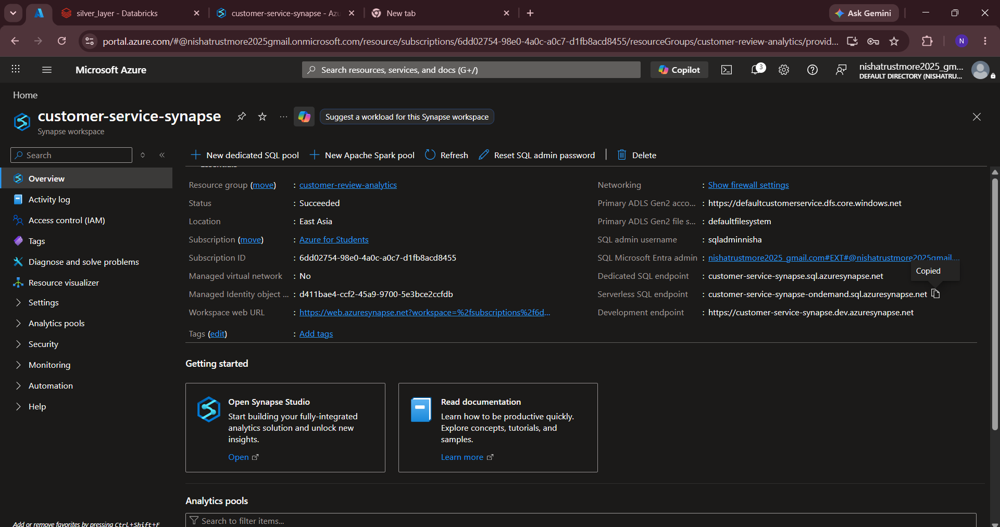 silver_layer - Databricks
customer-service-synapse - Azu
New tab
Ask Gemini
portal.azure.com/#@nishatrustmore2025gmail.onmicrosoft.com/resource/subscriptions/6dd02754-98e0-4a0c-a0c7-d1fb8acd8455/resourceGroups/customer-review-analytics/provid...
N
Microsoft Azure
Search resources, services, and docs (G+/)
Copilot
3
nishatrustmore2025_gm...
DEFAULT DIRECTORY (NISHATRU...
Home
customer-service-synapse
Suggest a workload for this Synapse workspace
Synapse workspace
Search
New dedicated SQL pool
New Apache Spark pool
Refresh
Reset SQL admin password
Delete
Overview
Activity log
Access control (IAM)
Tags
Diagnose and solve problems
Resource visualizer
Settings
Analytics pools
Security
Monitoring
Automation
Help
Add or remove favorites by pressing Ctrl+Shift+F
Essentials
Resource group (move) : customer-review-analytics
Status : Succeeded
Location : East Asia
Subscription (move) : Azure for Students
Subscription ID : 6dd02754-98e0-4a0c-a0c7-d1fb8acd8455
Managed virtual network : No
Managed Identity object ... : d411bae4-ccf2-45a9-9700-5e3bce2ccfdb
Workspace web URL : https://web.azuresynapse.net?workspace=%2fsubscriptions%2f6d...
Tags (edit) : Add tags
Networking : Show firewall settings
Primary ADLS Gen2 acco... : https://defaultcustomerservice.dfs.core.windows.net
Primary ADLS Gen2 file s... : defaultfilesystem
SQL admin username : sqladminnisha
SQL Microsoft Entra admin : nishatrustmore2025_gmail.com#EXT#@nishatrustmore2025gmail....
Copied
Dedicated SQL endpoint : customer-service-synapse.sql.azuresynapse.net
Serverless SQL endpoint : customer-service-synapse-ondemand.sql.azuresynapse.net
Development endpoint : https://customer-service-synapse.dev.azuresynapse.net
Getting started
Open Synapse Studio
Start building your fully-integrated
analytics solution and unlock new
insights.
Open
Read documentation
Learn how to be productive quickly.
Explore concepts, tutorials, and
samples.
Learn more
Analytics pools
Search to filter items...